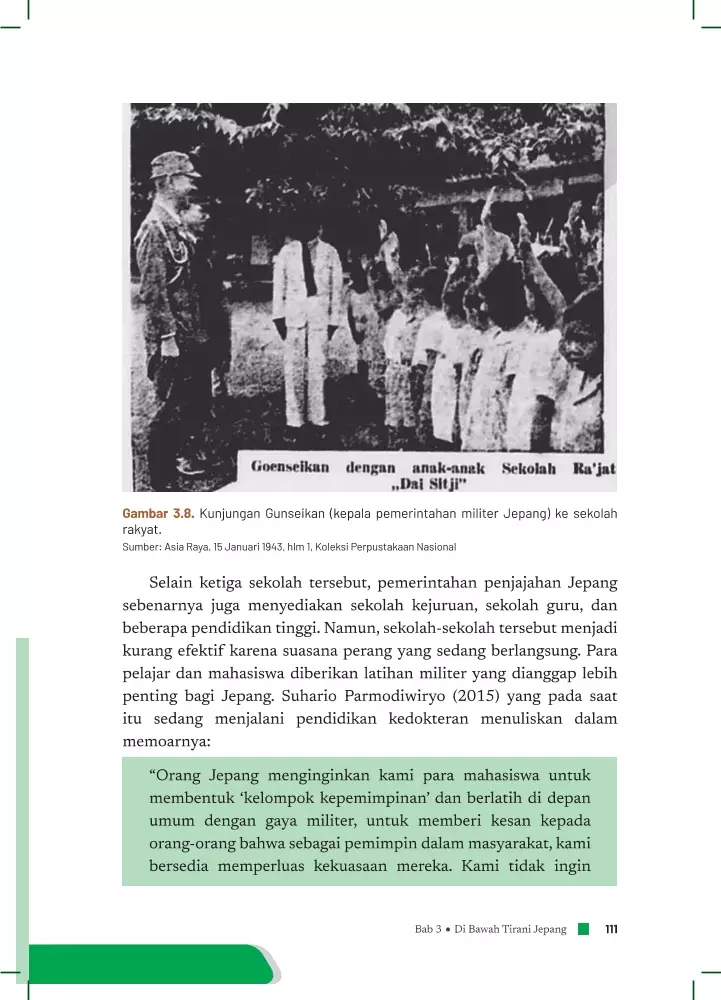 Goenseikan dengan anak-anak Sekolah Ra'jat
„Dai Sitji"
Gambar 3.8. Kunjungan Gunseikan (kepala pemerintahan militer Jepang) ke sekolah
rakyat.
Sumber: Asia Raya, 15 Januari 1943, hlm 1, Koleksi Perpustakaan Nasional
Selain ketiga sekolah tersebut, pemerintahan penjajahan Jepang
sebenarnya juga menyediakan sekolah kejuruan, sekolah guru, dan
beberapa pendidikan tinggi. Namun, sekolah-sekolah tersebut menjadi
kurang efektif karena suasana perang yang sedang berlangsung. Para
pelajar dan mahasiswa diberikan latihan militer yang dianggap lebih
penting bagi Jepang. Suhario Parmodiwiryo (2015) yang pada saat
itu sedang menjalani pendidikan kedokteran menuliskan dalam
memoarnya:
“Orang Jepang menginginkan kami para mahasiswa untuk
membentuk ‘kelompok kepemimpinan’ dan berlatih di depan
umum dengan gaya militer, untuk memberi kesan kepada
orang-orang bahwa sebagai pemimpin dalam masyarakat, kami
bersedia memperluas kekuasaan mereka. Kami tidak ingin
Bab 3 • Di Bawah Tirani Jepang 111